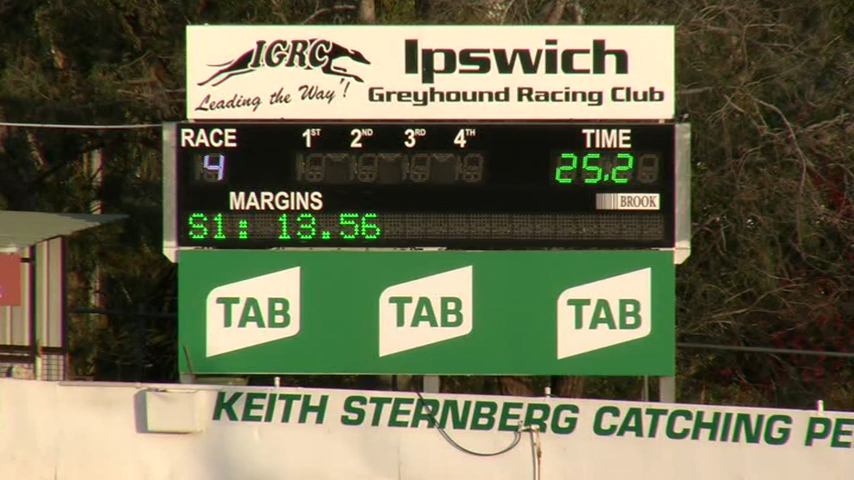 IGRC
Leading the Way!
Ipswich
Greyhound Racing Club
RACE 1ST 2ND 3RD 4TH TIME
4 25.2
MARGINS
BROOK
S1: 13.56
TAB TAB TAB
KEITH STERNBERG CATCHING PE